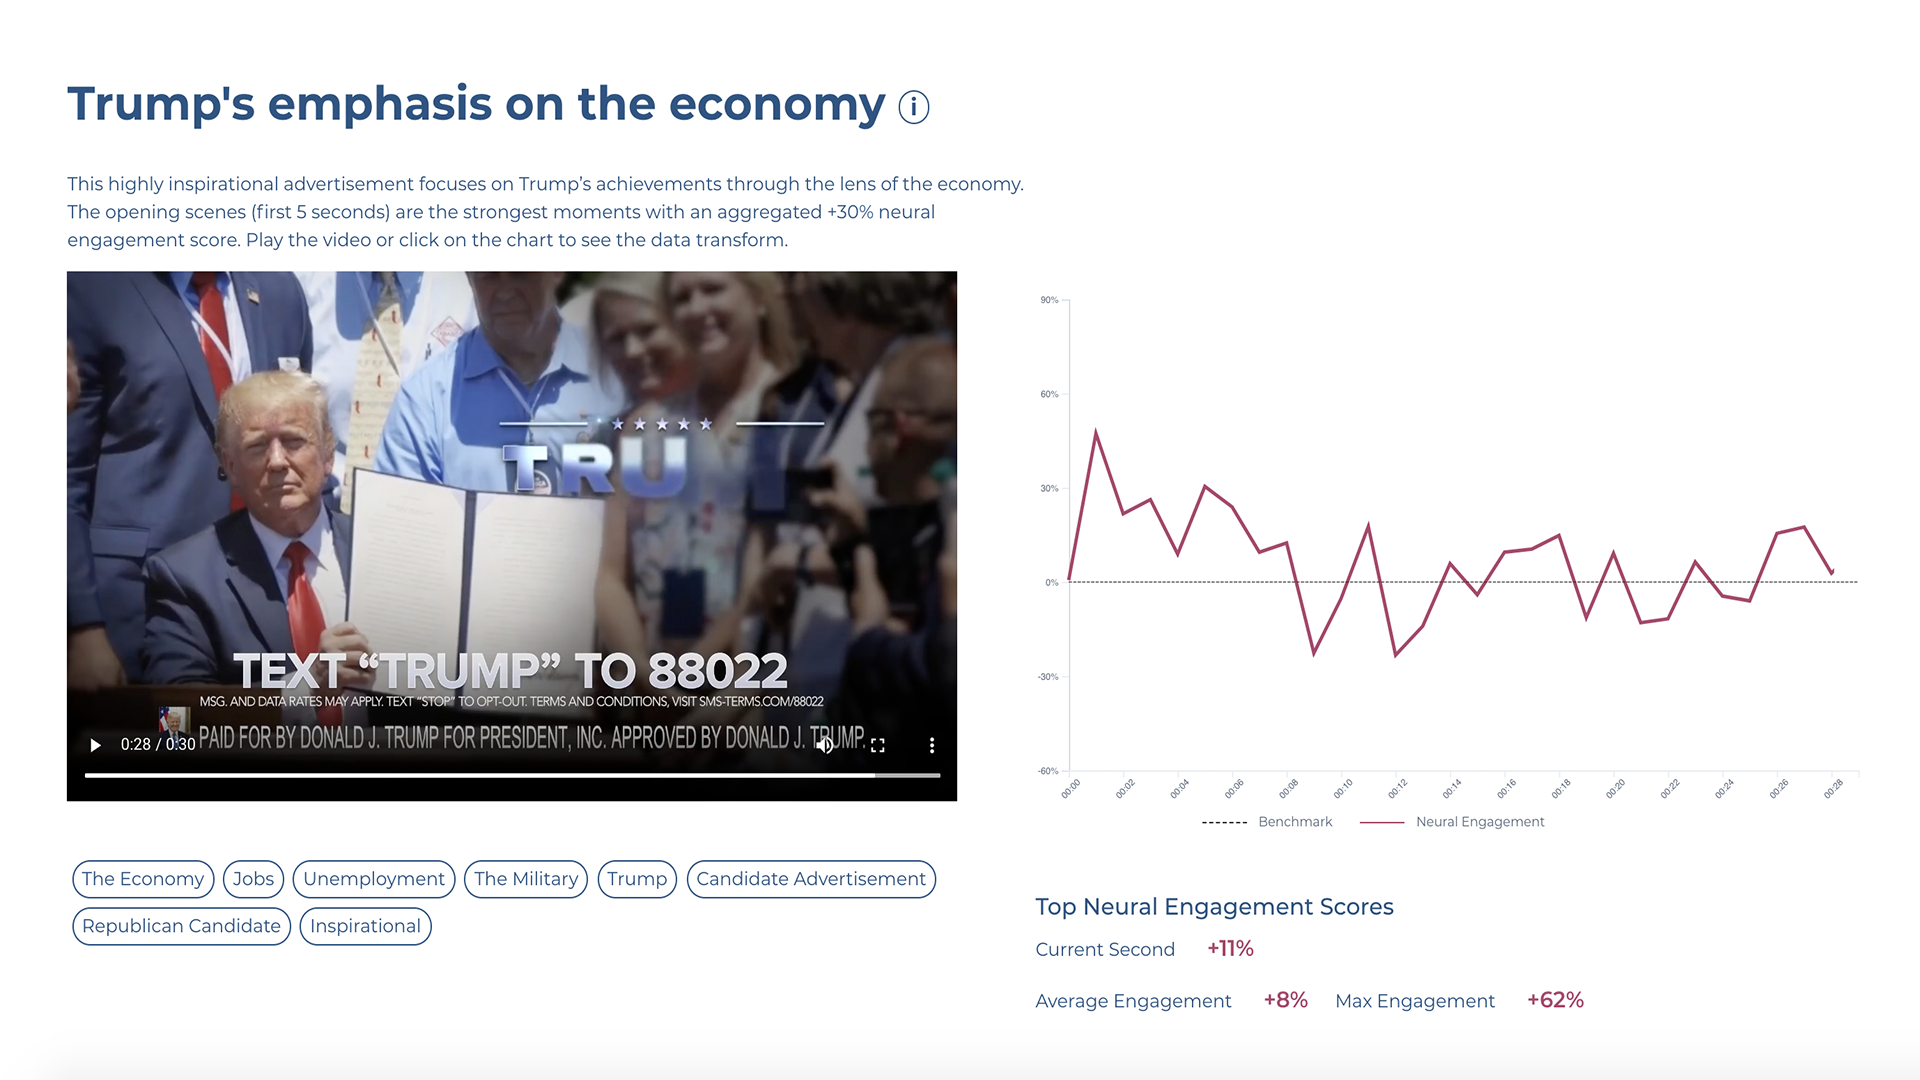 Trump's emphasis on the economy i
This highly inspirational advertisement focuses on Trump’s achievements through the lens of the economy.
The opening scenes (first 5 seconds) are the strongest moments with an aggregated +30% neural
engagement score. Play the video or click on the chart to see the data transform.
TRU
TEXT “TRUMP” TO 88022
MSG. AND DATA RATES MAY APPLY. TEXT “STOP” TO OPT-OUT. TERMS AND CONDITIONS, VISIT SMS-TERMS.COM/88022
PAID FOR BY DONALD J. TRUMP FOR PRESIDENT, INC. APPROVED BY DONALD J. TRUMP.
0:28 / 0:30
90%
60%
30%
0%
-30%
-60%
00:00 00:02 00:04 00:06 00:08 00:10 00:12 00:14 00:16 00:18 00:20 00:22 00:24 00:26 00:28
Benchmark Neural Engagement
The Economy Jobs Unemployment The Military Trump Candidate Advertisement
Republican Candidate Inspirational
Top Neural Engagement Scores
Current Second +11%
Average Engagement +8% Max Engagement +62%